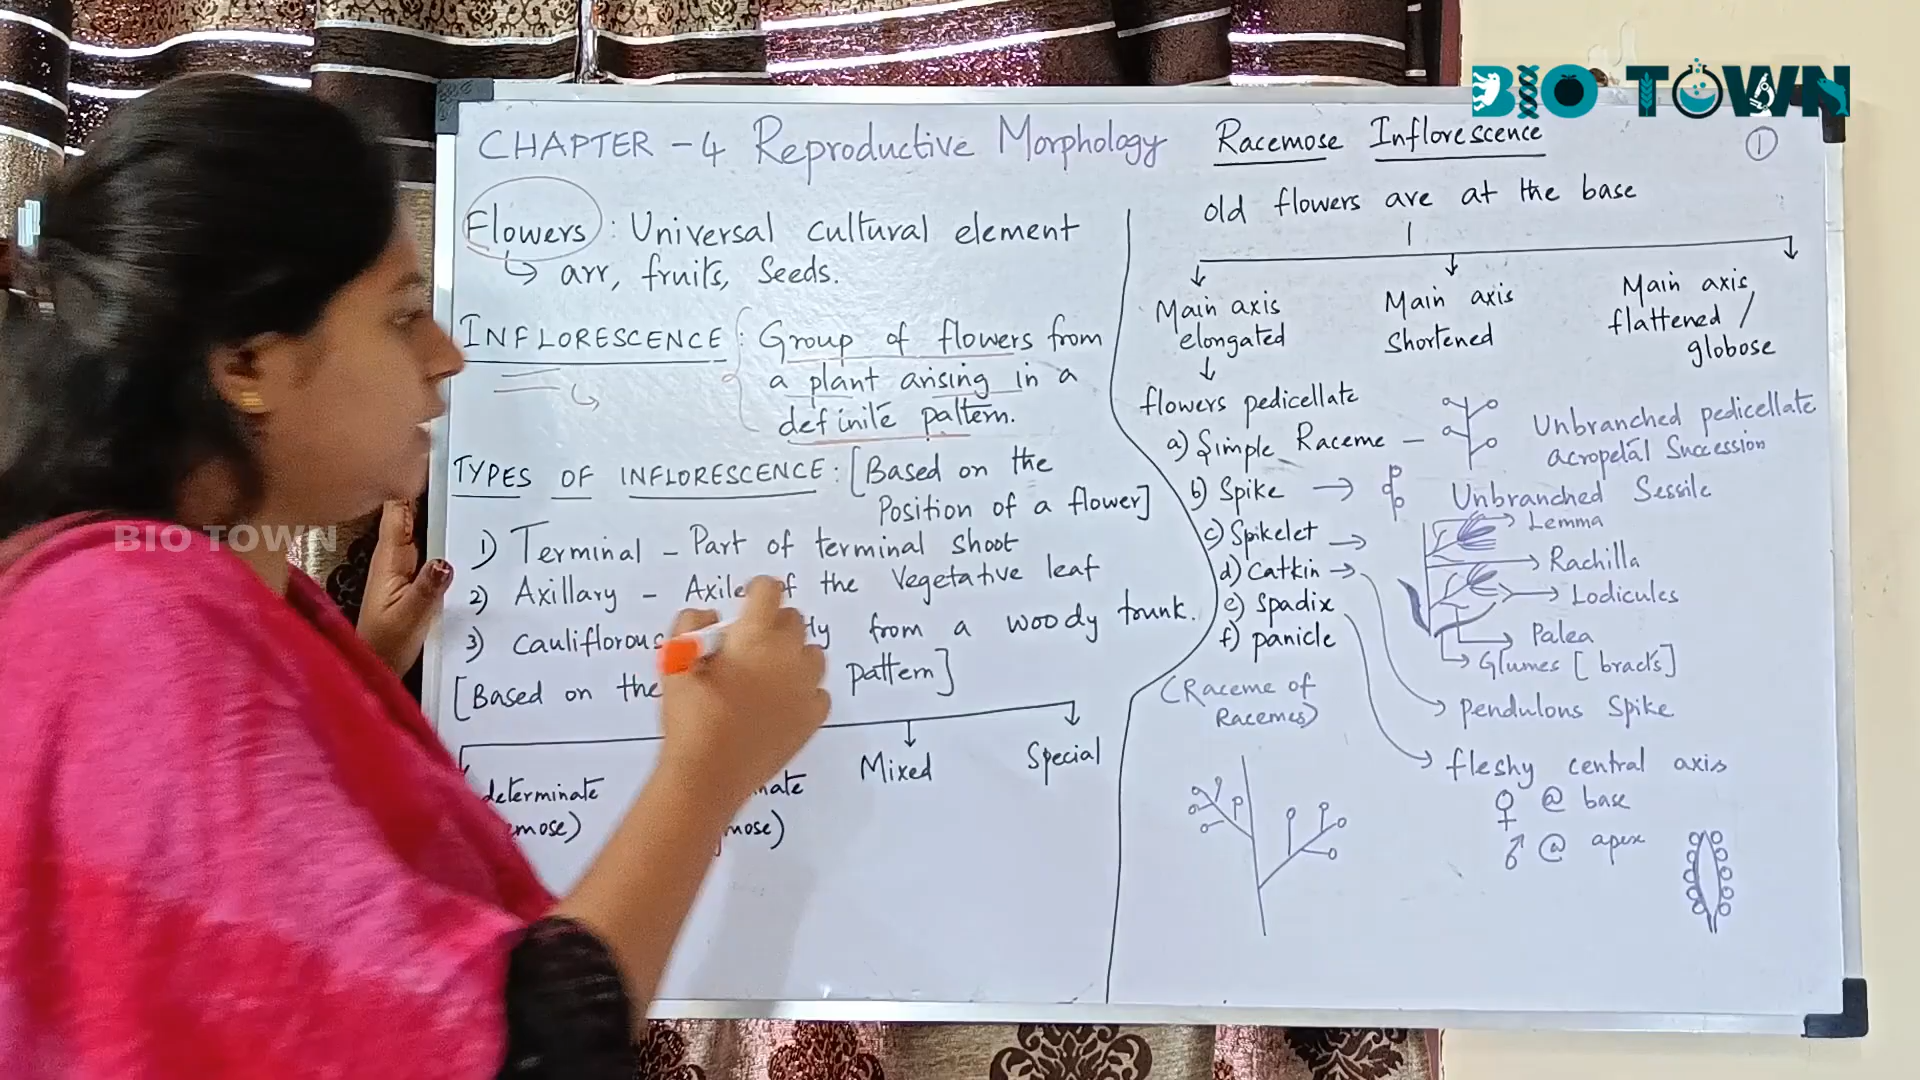 BIO TOWN
CHAPTER - 4 Reproductive Morphology
Flowers : Universal cultural element
↳ arr, fruits, Seeds.
INFLORESCENCE : Group of flowers from
a plant arising in a
definite pattern.
TYPES OF INFLORESCENCE : [Based on the
Position of a flower]
1) Terminal - Part of terminal shoot
2) Axillary - Axile of the Vegetative leaf
3) cauliflorous from a woody trunk.
[Based on the pattern]
Mixed
Special
determinate
Racemose Inflorescence
1
old flowers are at the base
Main axis
elongated
Main axis
Shortened
Main axis
flattened /
globose
flowers pedicellate
a) Simple Raceme - Unbranched pedicellate
acropetal Succession
b) Spike → Unbranched Sessile
c) Spikelet →
Lemma
Rachilla
Lodicules
Palea
Glumes [bracts]
d) Catkin → pendulous Spike
e) Spadix
f) panicle
(Raceme of
Racemes)
fleshy central axis
♀ @ base
♂ @ apex
BIO TOWN